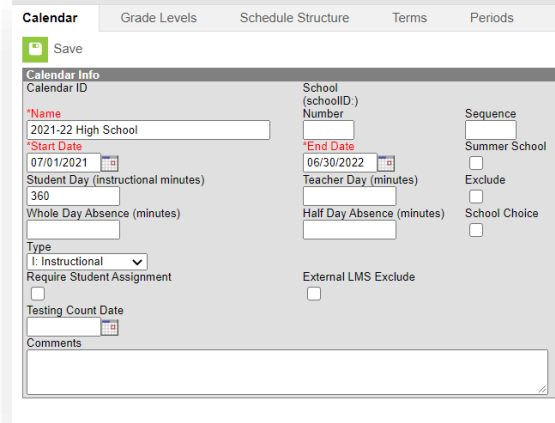 Calendar Grade Levels Schedule Structure Terms Periods
Save
Calendar Info
Calendar ID School
(schoolID:)
*Name Number Sequence
2021-22 High School
*Start Date *End Date Summer School
07/01/2021 06/30/2022
Student Day (instructional minutes) Teacher Day (minutes) Exclude
360
Whole Day Absence (minutes) Half Day Absence (minutes) School Choice
Type
I: Instructional
Require Student Assignment External LMS Exclude
Testing Count Date
Comments